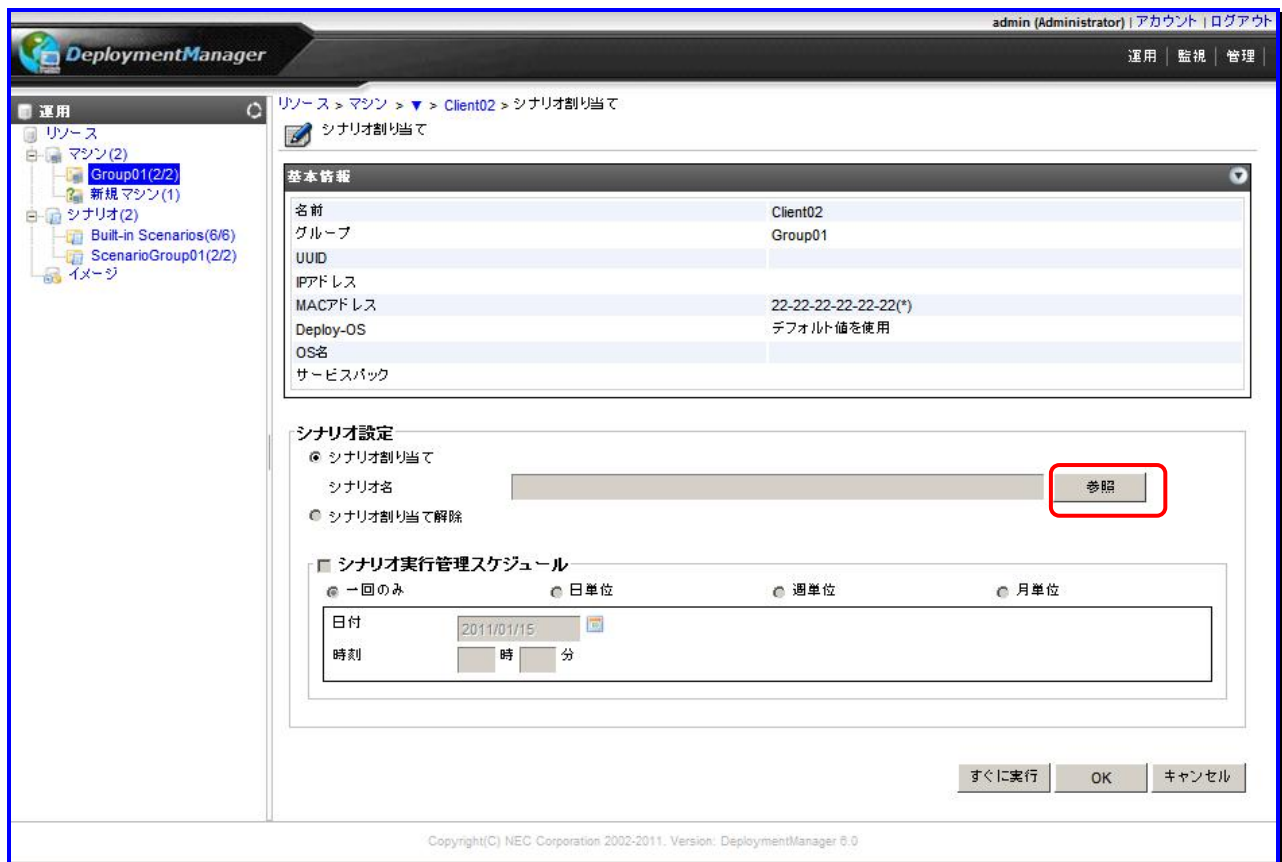 admin (Administrator) | アカウント | ログアウト
DeploymentManager
運用 | 監視 | 管理 |
運用
リソース
マシン(2)
Group01(2/2)
新規マシン(1)
シナリオ(2)
Built-in Scenarios(6/6)
ScenarioGroup01(2/2)
イメージ
リソース > マシン > ▼ > Client02 > シナリオ割り当て
シナリオ割り当て
基本情報
名前 Client02
グループ Group01
UUID
IPアドレス
MACアドレス 22-22-22-22-22-22(*)
Deploy-OS デフォルト値を使用
OS名
サービスパック
シナリオ設定
シナリオ割り当て
シナリオ名 参照
シナリオ割り当て解除
シナリオ実行管理スケジュール
一回のみ 日単位 週単位 月単位
日付 2011/01/15
時刻 時 分
すぐに実行 OK キャンセル
Copyright(C) NEC Corporation 2002-2011. Version: DeploymentManager 6.0